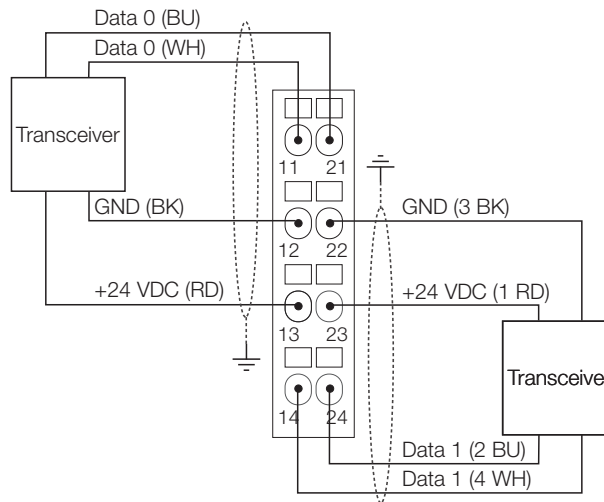 Data 0 (BU)
Data 0 (WH)
Transceiver
11 21
GND (BK)
GND (3 BK)
12 22
+24 VDC (RD)
+24 VDC (1 RD)
13 23
Transceive
14 24
Data 1 (2 BU)
Data 1 (4 WH)